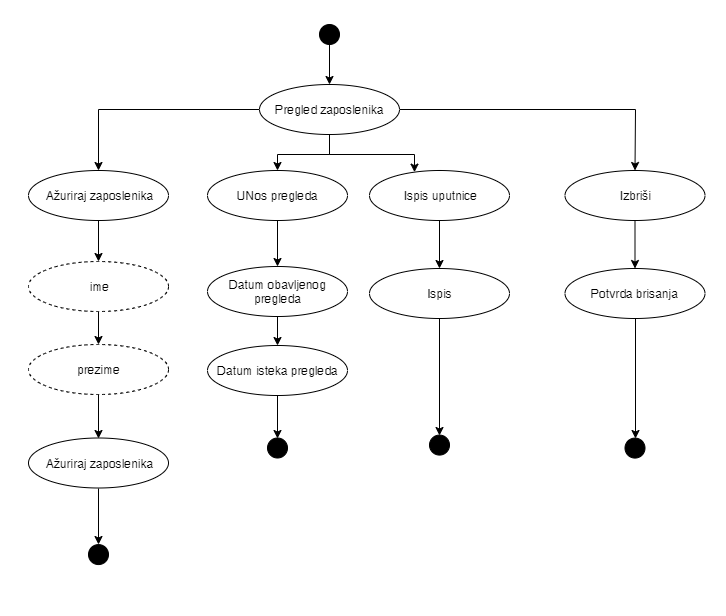 Pregled zaposlenika
Ažuriraj zaposlenika
UNos pregleda
Ispis uputnice
Izbriši
ime
Datum obavljenog
pregleda
Ispis
Potvrda brisanja
prezime
Datum isteka pregleda
Ažuriraj zaposlenika